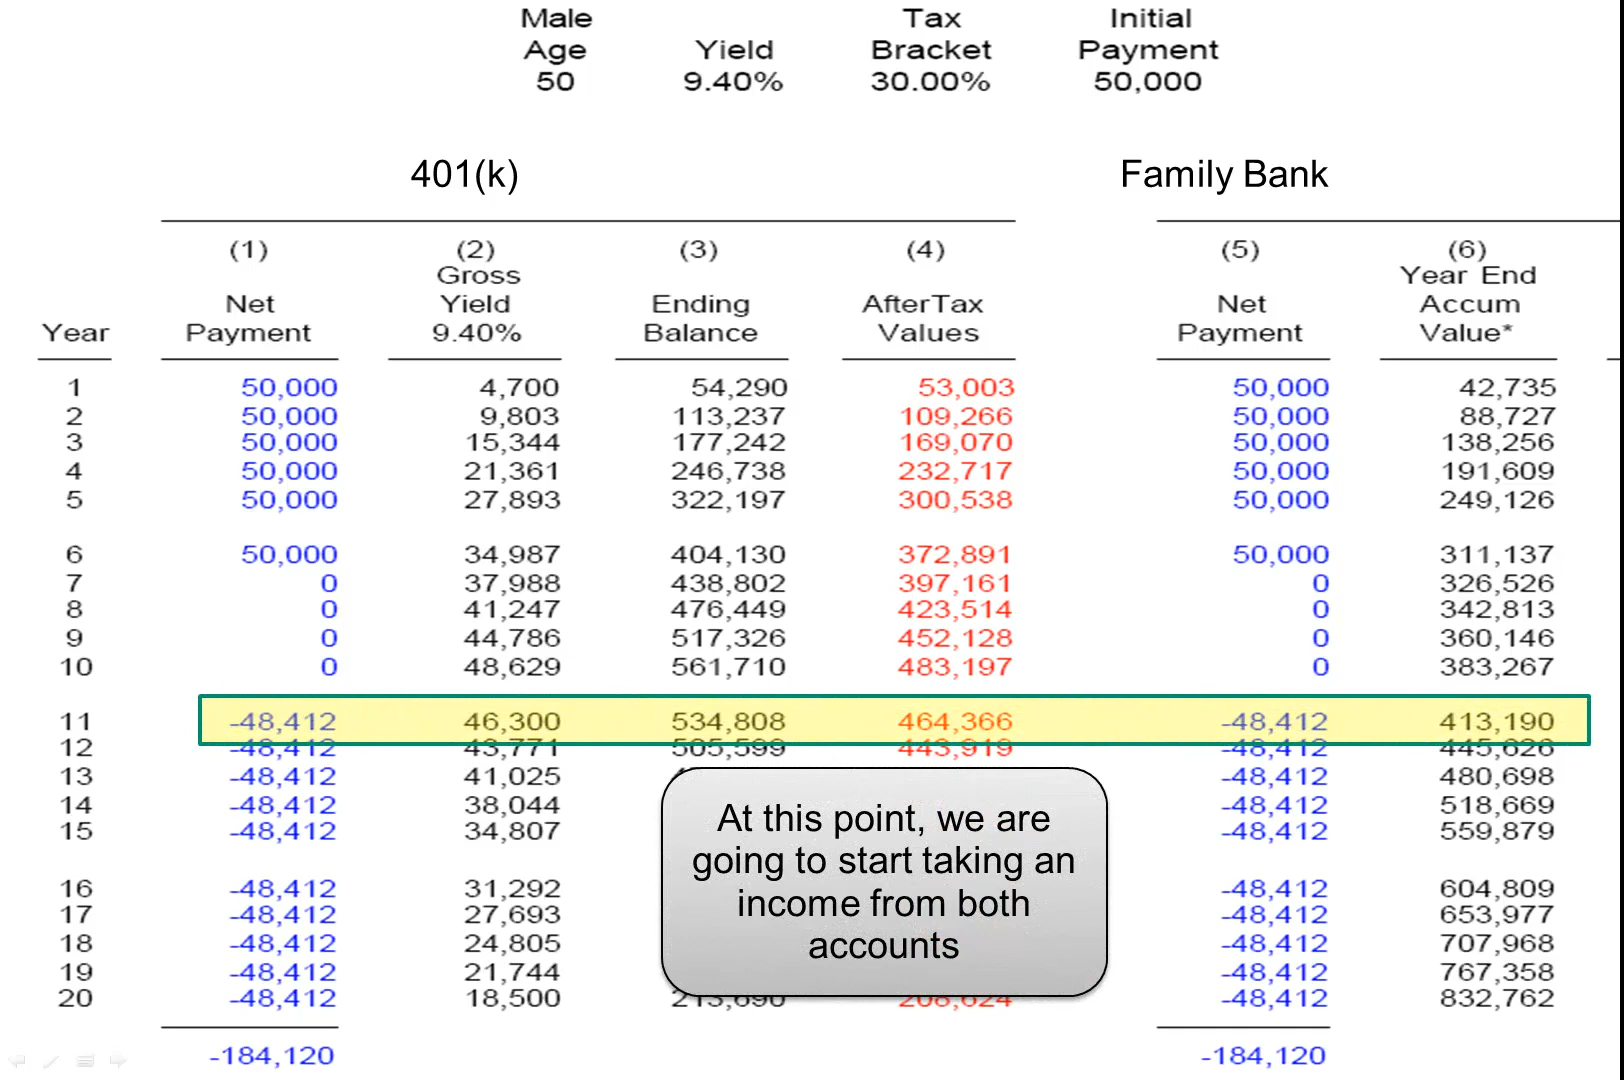 Male Tax Initial
Age Yield Bracket Payment
50 9.40% 30.00% 50,000
401(k) Family Bank
(1) (2) (3) (4) (5) (6)
Gross Year End
Net Yield Ending AfterTax Net Accum
Year Payment 9.40% Balance Values Payment Value*
1 50,000 4,700 54,290 53,003 50,000 42,735
2 50,000 9,803 113,237 109,266 50,000 88,727
3 50,000 15,344 177,242 169,070 50,000 138,256
4 50,000 21,361 246,738 232,717 50,000 191,609
5 50,000 27,893 322,197 300,538 50,000 249,126
6 50,000 34,987 404,130 372,891 50,000 311,137
7 0 37,988 438,802 397,161 0 326,526
8 0 41,247 476,449 423,514 0 342,813
9 0 44,786 517,326 452,128 0 360,146
10 0 48,629 561,710 483,197 0 383,267
11 -48,412 46,300 534,808 464,366 -48,412 413,190
12 -48,412 43,771 505,599 443,919 -48,412 445,626
13 -48,412 41,025 -48,412 480,698
14 -48,412 38,044 -48,412 518,669
15 -48,412 34,807 -48,412 559,879
16 -48,412 31,292 -48,412 604,809
17 -48,412 27,693 -48,412 653,977
18 -48,412 24,805 -48,412 707,968
19 -48,412 21,744 -48,412 767,358
20 -48,412 18,500 213,690 208,624 -48,412 832,762
-184,120 -184,120
At this point, we are
going to start taking an
income from both
accounts